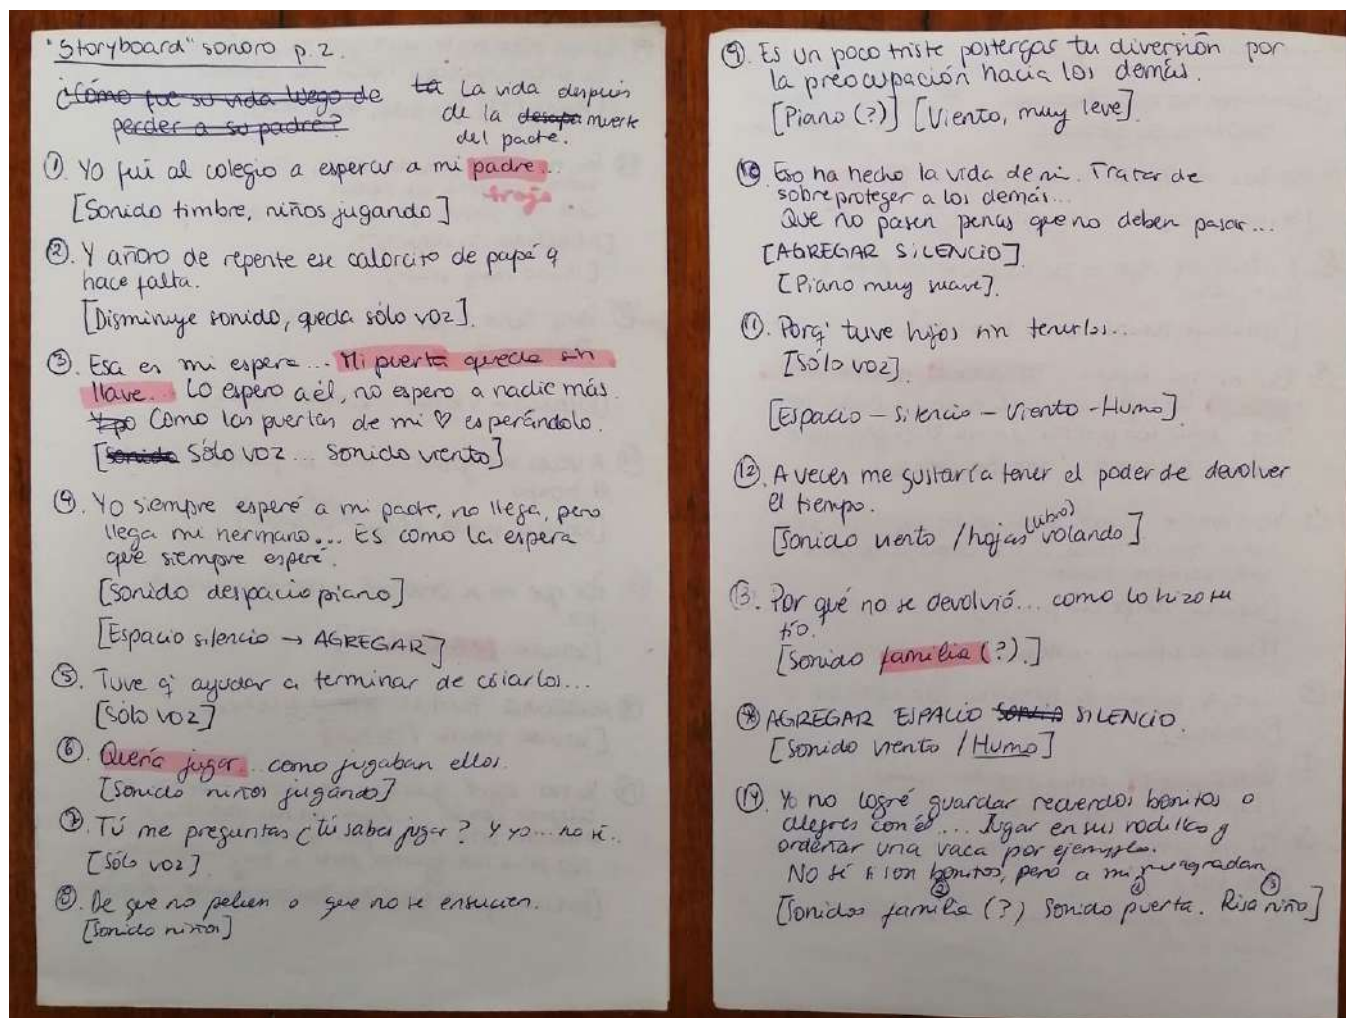 "Storyboard" sonoro p.2.
¿Cómo fue su vida luego de
perder a su padre?
La La vida después
de la desapa muerte
del padre.
① Yo fuí al colegio a esperar a mi padre...
[Sonido timbre, niños jugando]
②. Y añoro de repente ese calorcito de papá q
hace falta.
[Disminuye sonido, queda sólo voz].
③. Esa es mi espera... Mi puerta queda sin
llave... Lo espero a él, no espero a nadie más.
Como las puertas de mi ♡ esperándolo.
[Sonido Sólo voz... Sonido viento]
④. Yo siempre esperé a mi padre, no llega, pero
llega mi hermano... Es como la espera
que siempre esperé.
[Sonido despacio piano]
[Espacio silencio → AGREGAR]
⑤. Tuve q' ayudar a terminar de criarlos...
[Sólo voz]
⑥. Quería jugar... como jugaban ellos.
[Sonido niños jugando]
⑦. Tú me preguntas ¿tú sabes jugar? Y yo... no sé..
[Sólo voz]
⑧. De que no peleen o que no se ensucien.
[Sonido niños]
⑨. Es un poco triste postergar tu diversión por
la preocupación hacia los demás.
[Piano (?)] [Viento, muy leve].
⑩ Eso ha hecho la vida de mi. Tratar de
sobreproteger a los demás...
Que no pasen penas que no deben pasar...
[AGREGAR SILENCIO].
[Piano muy suave].
⑪. Porq' tuve hijos sin tenerlos...
[Sólo voz].
[Espacio - silencio - Viento - Humo].
⑫. A veces me gustaría tener el poder de devolver
el tiempo.
[Sonido viento / hojas (libro) volando]
⑬. Por qué no se devolvió... como lo hizo su
tío.
[Sonido familia (?).]
AGREGAR ESPACIO SILENCIO.
[Sonido viento / Humo]
⑭. Yo no logré guardar recuerdos bonitos o
alegres con él... Jugar en sus rodillas y
ordeñar una vaca por ejemplo.
No sé si son bonitos, pero a mi me agradan
[Sonidos familia (?) Sonido puerta. Risa niño]